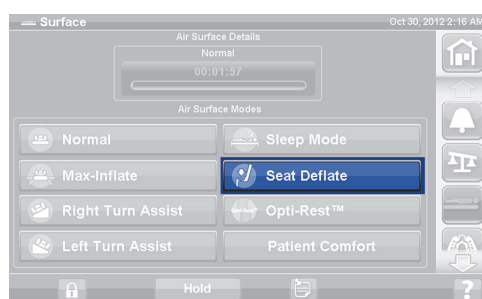 Surface Oct 30, 2012 2:16 AM
Air Surface Details
Normal
00:01:57
Air Surface Modes
Normal Sleep Mode
Max-Inflate Seat Deflate
Right Turn Assist Opti-Rest™
Left Turn Assist Patient Comfort
Hold ?